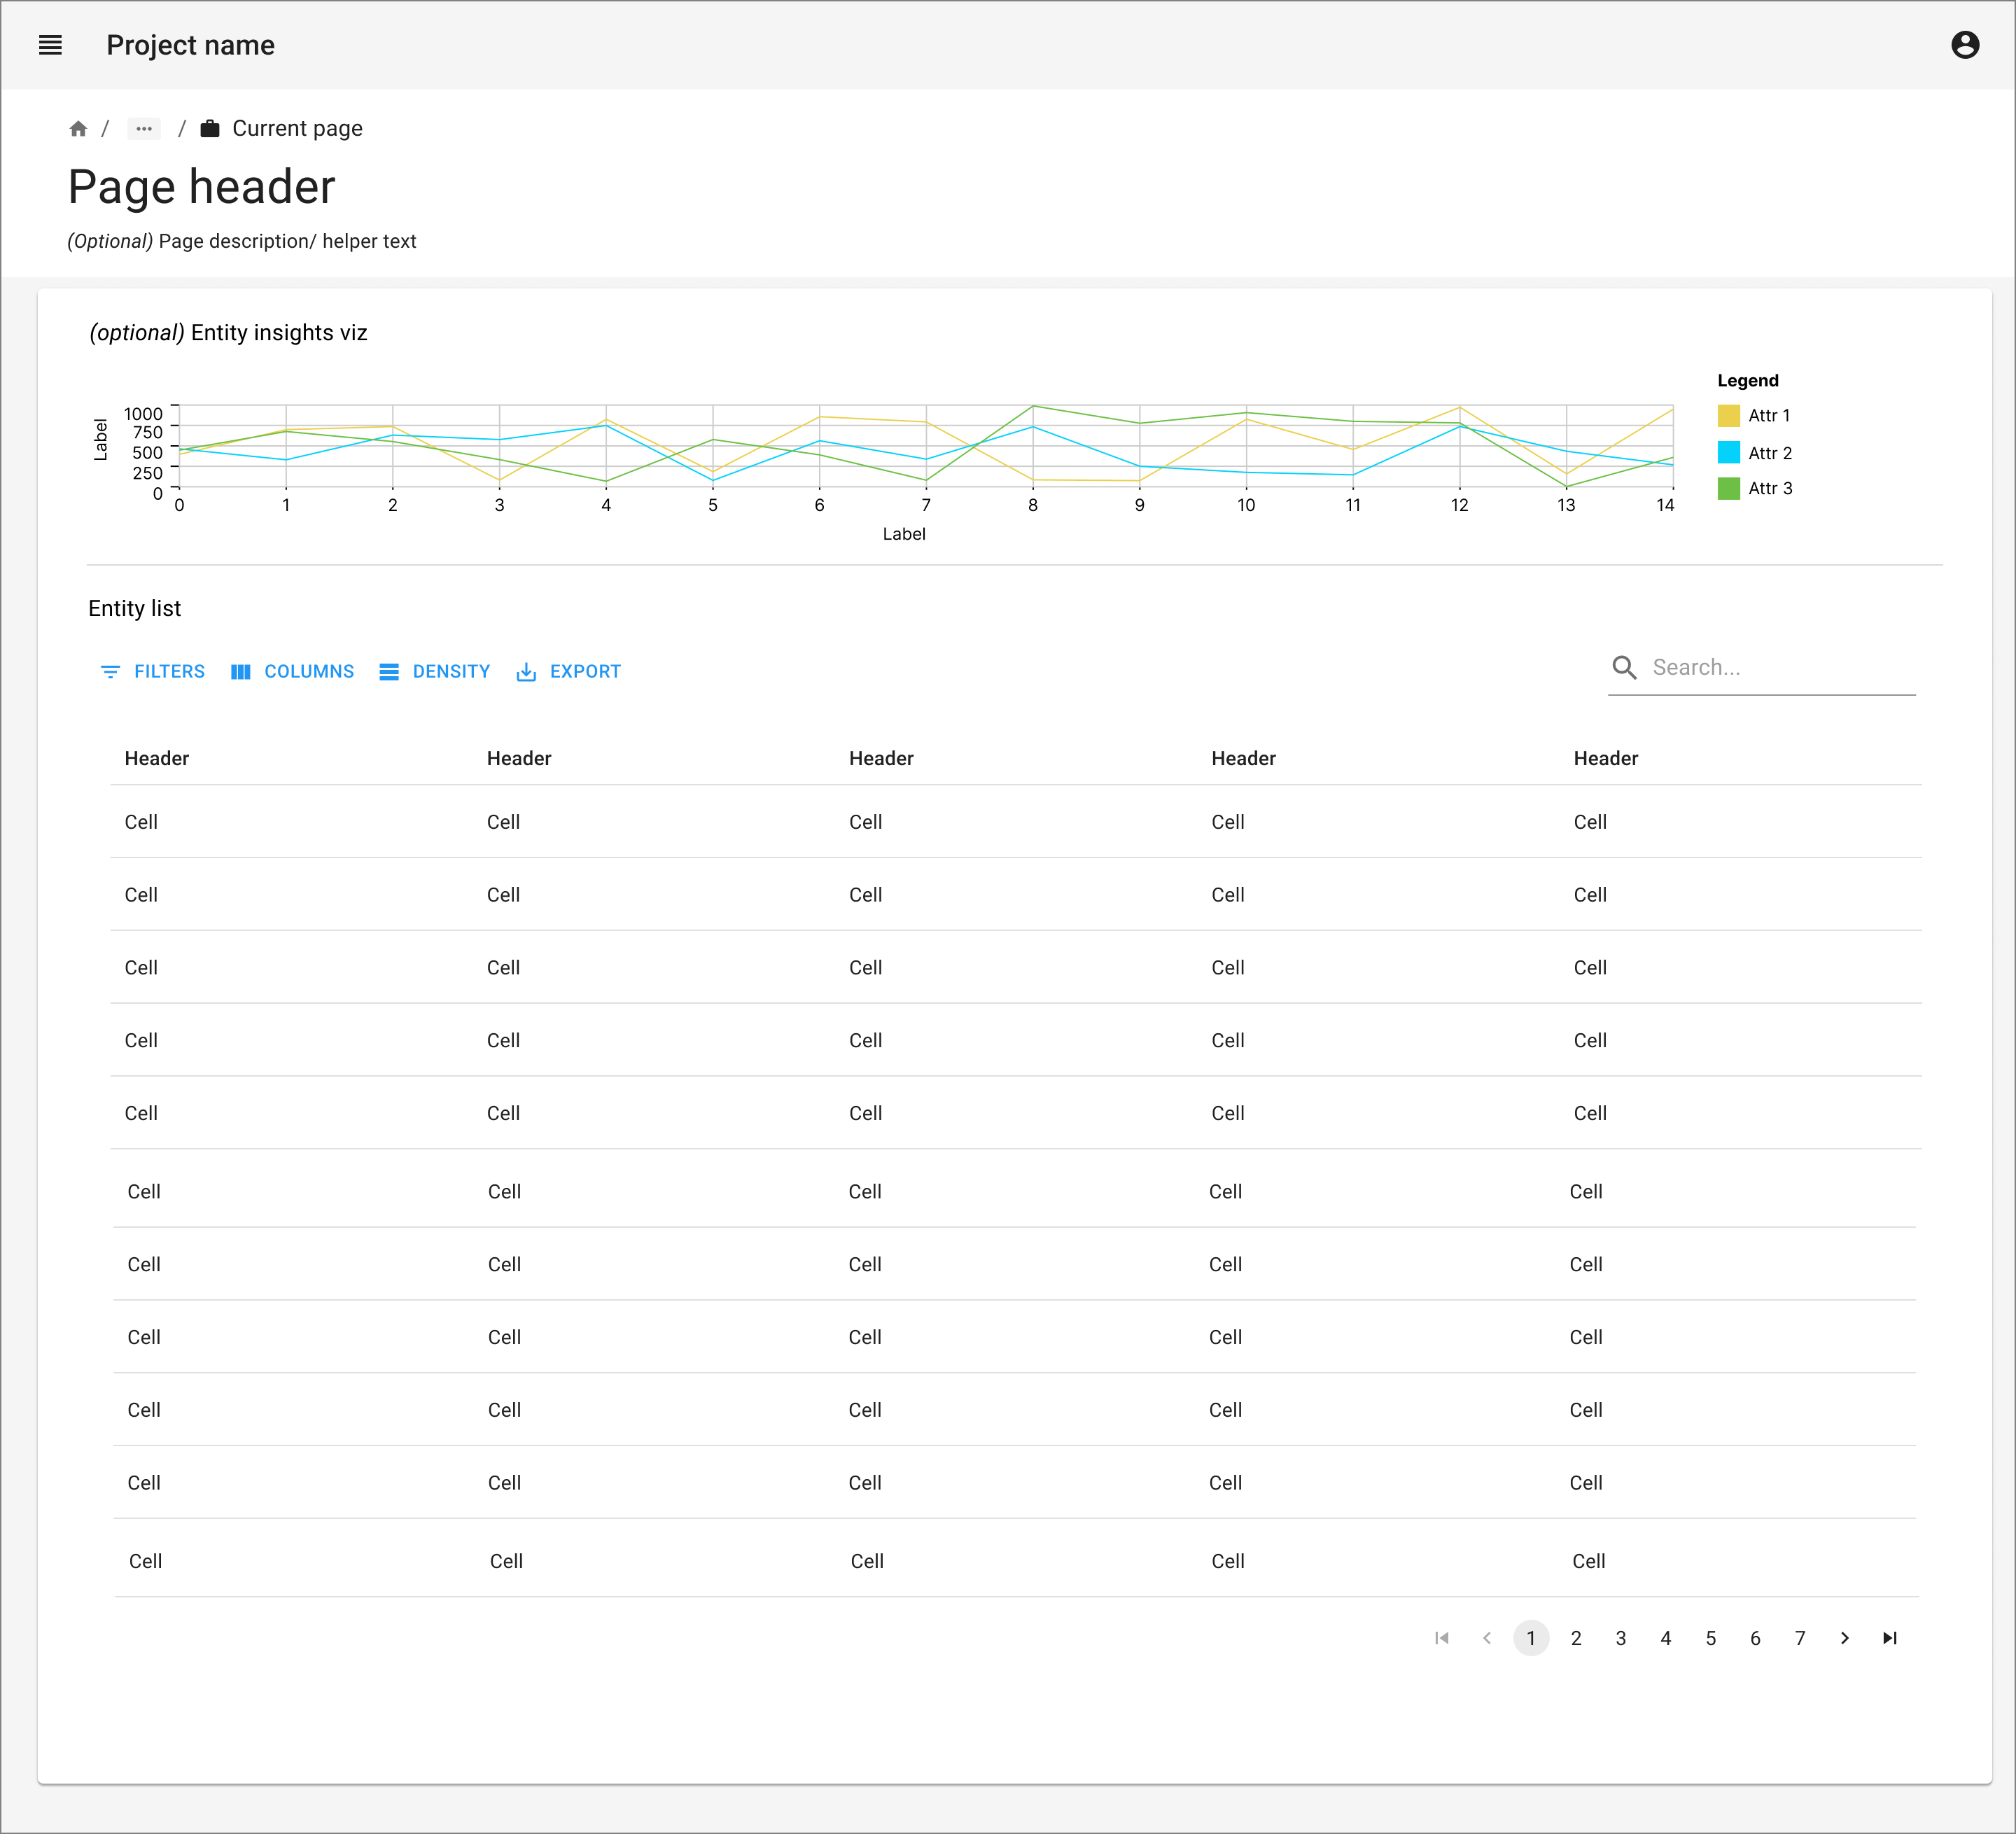 Project name
/ ... / Current page
Page header
(Optional) Page description/ helper text
(optional) Entity insights viz
Legend
Attr 1
Attr 2
Attr 3
Label
1000
750
500
250
0
0 1 2 3 4 5 6 7 8 9 10 11 12 13 14
Label
Entity list
FILTERS COLUMNS DENSITY EXPORT Search...
Header Header Header Header Header
Cell Cell Cell Cell Cell
Cell Cell Cell Cell Cell
Cell Cell Cell Cell Cell
Cell Cell Cell Cell Cell
Cell Cell Cell Cell Cell
Cell Cell Cell Cell Cell
Cell Cell Cell Cell Cell
Cell Cell Cell Cell Cell
Cell Cell Cell Cell Cell
Cell Cell Cell Cell Cell
Cell Cell Cell Cell Cell
1 2 3 4 5 6 7